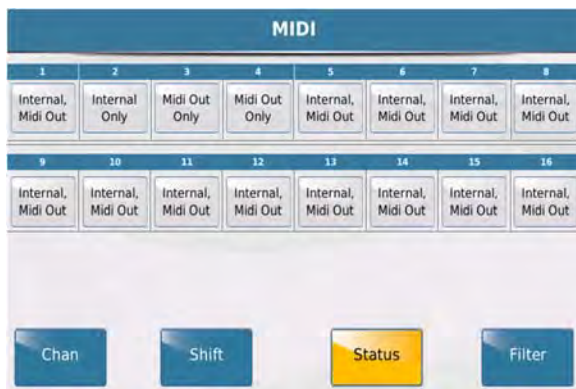 MIDI
1 2 3 4 5 6 7 8
Internal, Internal Midi Out Midi Out Internal, Internal, Internal, Internal,
Midi Out Only Only Only Midi Out Midi Out Midi Out Midi Out
9 10 11 12 13 14 15 16
Internal, Internal, Internal, Internal, Internal, Internal, Internal, Internal,
Midi Out Midi Out Midi Out Midi Out Midi Out Midi Out Midi Out Midi Out
Chan Shift Status Filter